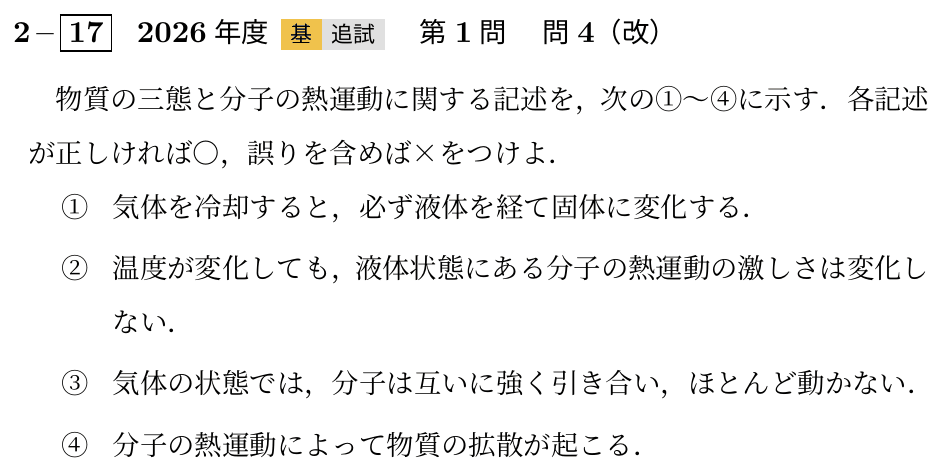 2−17 2026 年度 基 追試 第 1 問 問 4（改）
物質の三態と分子の熱運動に関する記述を，次の①～④に示す．各記述
が正しければ○，誤りを含めば×をつけよ．
① 気体を冷却すると，必ず液体を経て固体に変化する．
② 温度が変化しても，液体状態にある分子の熱運動の激しさは変化し
ない．
③ 気体の状態では，分子は互いに強く引き合い，ほとんど動かない．
④ 分子の熱運動によって物質の拡散が起こる．